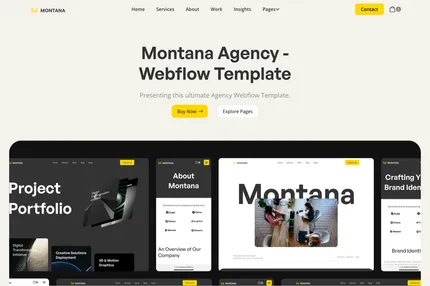 MONTANA
Home
Services
About
Work
Insights
Pages
Contact
Montana Agency -
Webflow Template
Presenting this ultimate Agency Webflow Template.
Buy Now →
Explore Pages
MONTANA
Project
Portfolio
Digital
Transformation
Initiative
Creative Solutions
Deployment
3D & Motion
Graphics
MONTANA
About
Montana
An Overview of Our
Company
MONTANA
Montana
MONTANA
Crafting Y
Brand Iden
Brand Identi